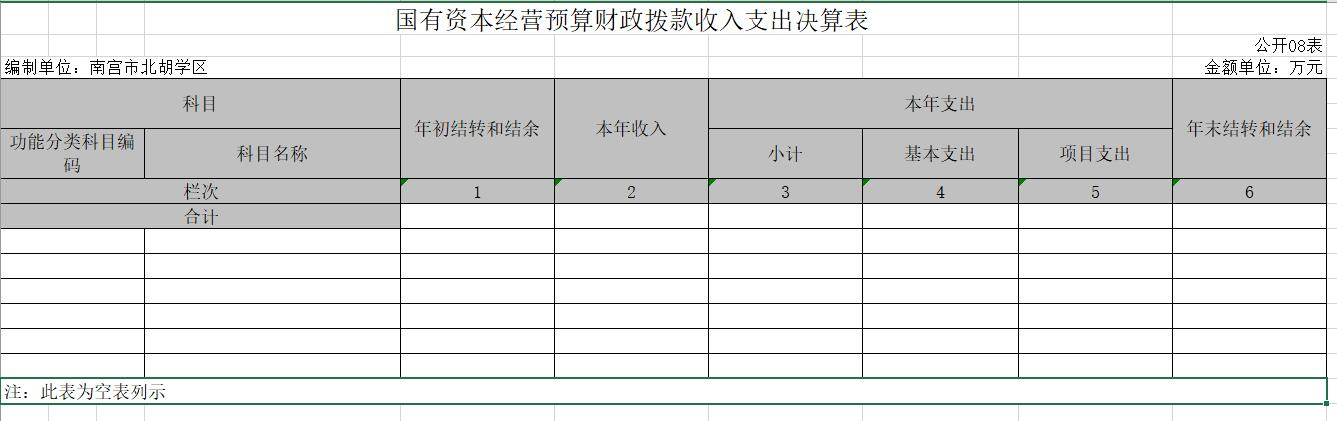 国有资本经营预算财政拨款收入支出决算表
公开08表
编制单位：南宫市北胡学区 金额单位：万元
科目 年初结转和结余 本年收入 本年支出 年末结转和结余
功能分类科目编
码 科目名称 小计 基本支出 项目支出
栏次 1 2 3 4 5 6
合计
注：此表为空表列示